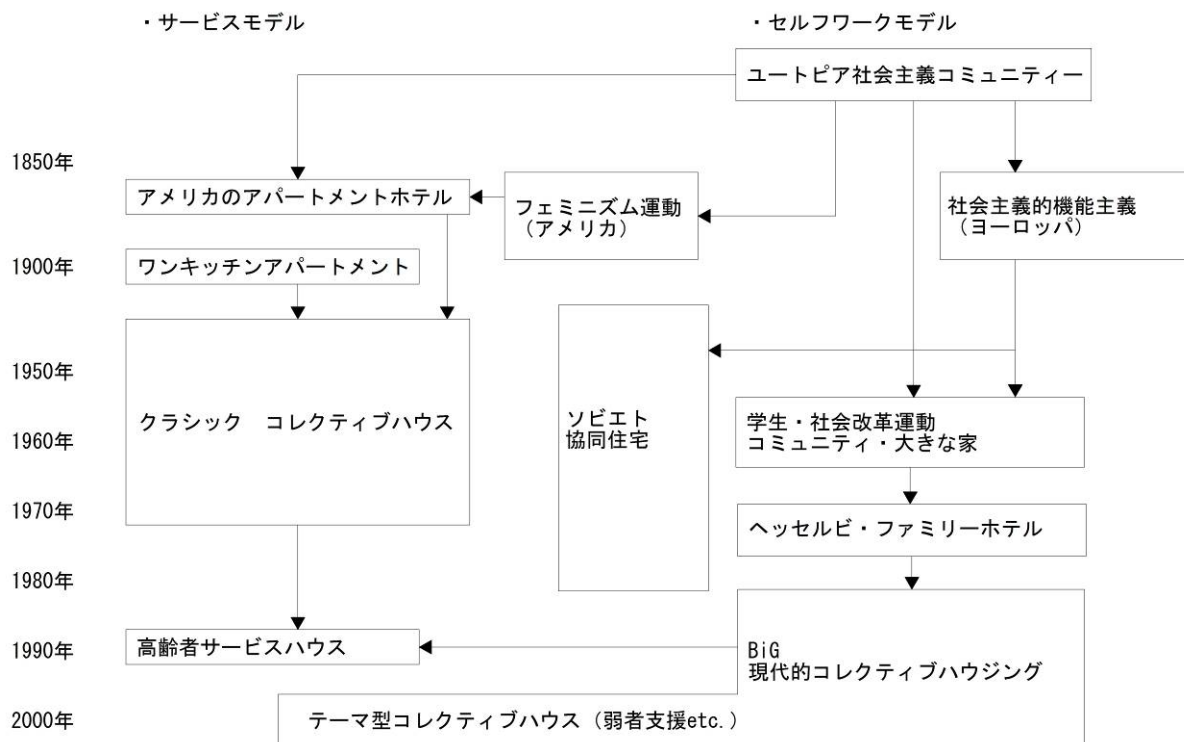 ・サービスモデル
・セルフワークモデル
ユートピア社会主義コミュニティー
1850年
アメリカのアパートメントホテル
フェミニズム運動
(アメリカ)
社会主義的機能主義
(ヨーロッパ)
1900年
ワンキッチンアパートメント
1950年
クラシック　コレクティブハウス
ソビエト
協同住宅
学生・社会改革運動
コミュニティ・大きな家
1960年
1970年
ヘッセルビ・ファミリーホテル
1980年
1990年
高齢者サービスハウス
BiG
現代的コレクティブハウジング
2000年
テーマ型コレクティブハウス（弱者支援etc.）